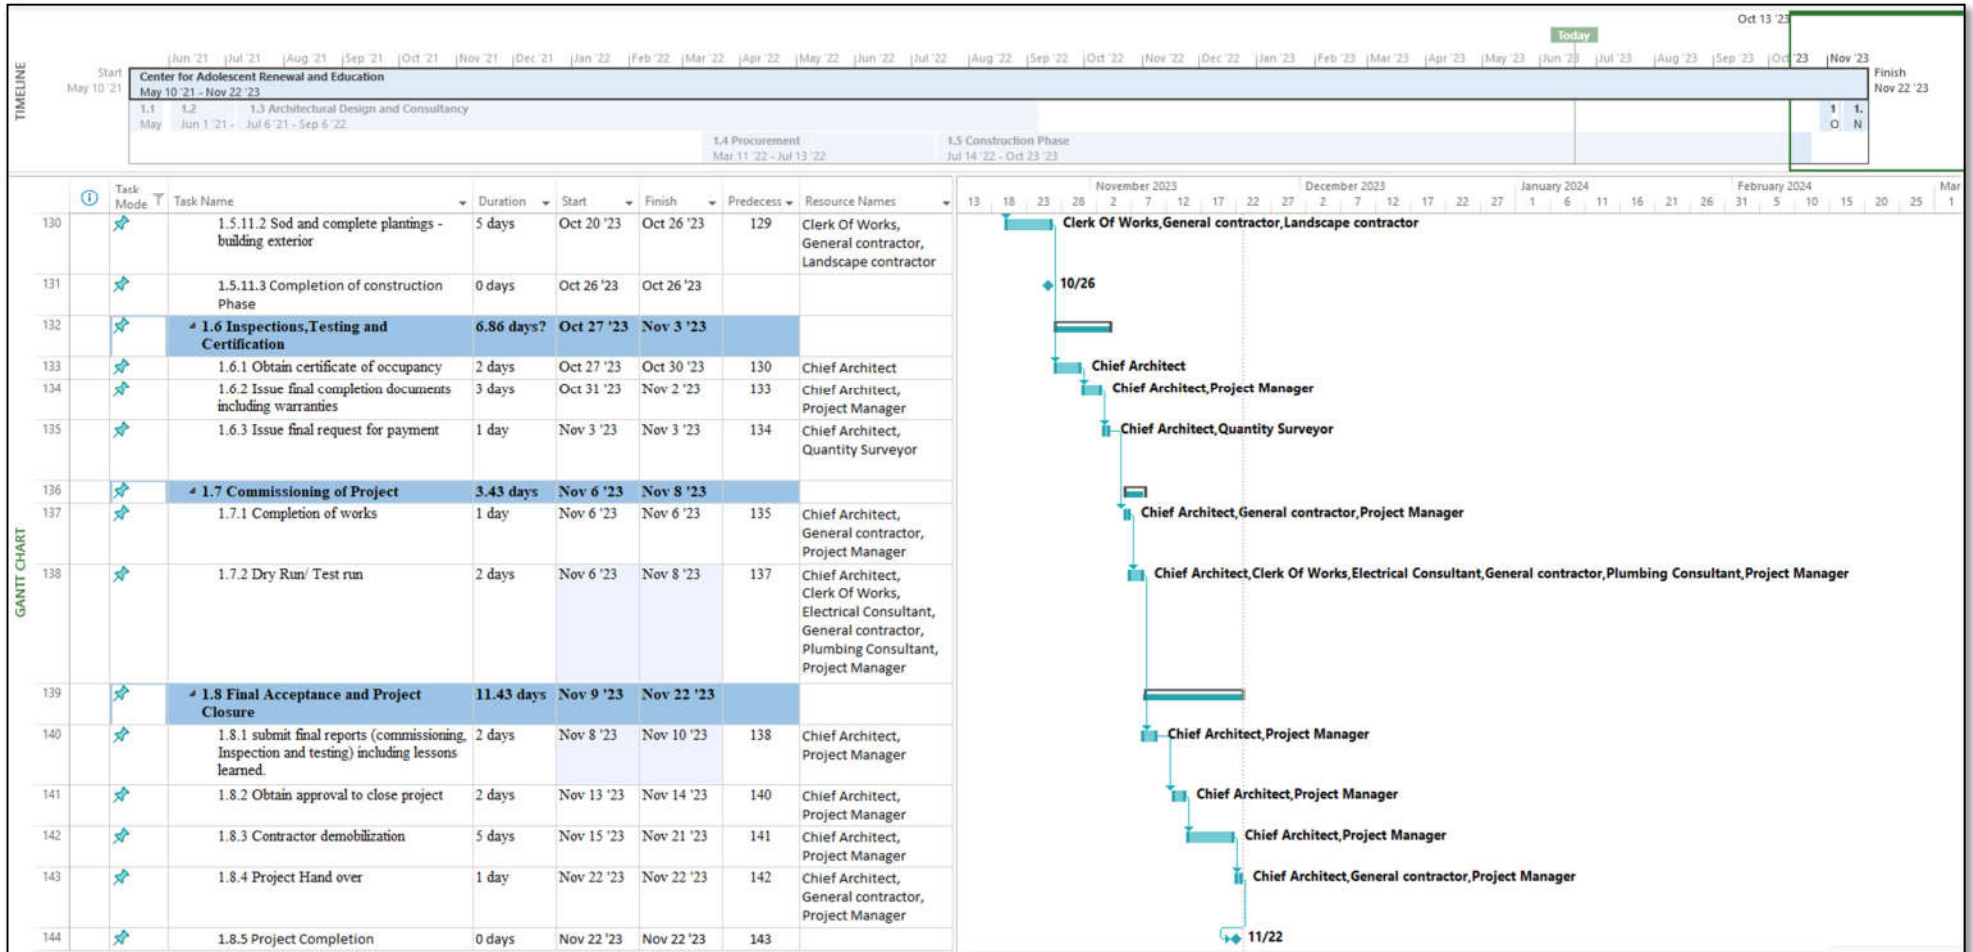 Oct 13 '23
Today
Jun '21 Jul '21 Aug '21 Sep '21 Oct '21 Nov '21 Dec '21 Jan '22 Feb '22 Mar '22 Apr '22 May '22 Jun '22 Jul '22 Aug '22 Sep '22 Oct '22 Nov '22 Dec '22 Jan '23 Feb '23 Mar '23 Apr '23 May '23 Jun '23 Jul '23 Aug '23 Sep '23 Oct '23 Nov '23
TIMELINE
Start
May 10 '21
Center for Adolescent Renewal and Education
May 10 '21 - Nov 22 '23
Finish
Nov 22 '23
1.1 1.2 1.3 Architectural Design and Consultancy 1 1.
May Jun 1 '21 - Jul 6 '21 - Sep 6 '22 O N
1.4 Procurement 1.5 Construction Phase
Mar 11 '22 - Jul 13 '22 Jul 14 '22 - Oct 23 '23
GANTT CHART
Task
Mode Task Name Duration Start Finish Predecess Resource Names
November 2023 December 2023 January 2024 February 2024 Mar
13 18 23 28 2 7 12 17 22 27 2 7 12 17 22 27 1 6 11 16 21 26 31 5 10 15 20 25 1
130 1.5.11.2 Sod and complete plantings - 5 days Oct 20 '23 Oct 26 '23 129 Clerk Of Works, Clerk Of Works,General contractor,Landscape contractor
building exterior General contractor,
Landscape contractor
131 1.5.11.3 Completion of construction 0 days Oct 26 '23 Oct 26 '23 10/26
Phase
132 1.6 Inspections,Testing and 6.86 days? Oct 27 '23 Nov 3 '23
Certification
133 1.6.1 Obtain certificate of occupancy 2 days Oct 27 '23 Oct 30 '23 130 Chief Architect Chief Architect
134 1.6.2 Issue final completion documents 3 days Oct 31 '23 Nov 2 '23 133 Chief Architect, Chief Architect,Project Manager
including warranties Project Manager
135 1.6.3 Issue final request for payment 1 day Nov 3 '23 Nov 3 '23 134 Chief Architect, Chief Architect,Quantity Surveyor
Quantity Surveyor
136 1.7 Commissioning of Project 3.43 days Nov 6 '23 Nov 8 '23
137 1.7.1 Completion of works 1 day Nov 6 '23 Nov 6 '23 135 Chief Architect, Chief Architect,General contractor,Project Manager
General contractor,
Project Manager
138 1.7.2 Dry Run/ Test run 2 days Nov 6 '23 Nov 8 '23 137 Chief Architect, Chief Architect,Clerk Of Works,Electrical Consultant,General contractor,Plumbing Consultant,Project Manager
Clerk Of Works,
Electrical Consultant,
General contractor,
Plumbing Consultant,
Project Manager
139 1.8 Final Acceptance and Project 11.43 days Nov 9 '23 Nov 22 '23
Closure
140 1.8.1 submit final reports (commissioning, 2 days Nov 8 '23 Nov 10 '23 138 Chief Architect, Chief Architect,Project Manager
Inspection and testing) including lessons Project Manager
learned.
141 1.8.2 Obtain approval to close project 2 days Nov 13 '23 Nov 14 '23 140 Chief Architect, Chief Architect,Project Manager
Project Manager
142 1.8.3 Contractor demobilization 5 days Nov 15 '23 Nov 21 '23 141 Chief Architect, Chief Architect,Project Manager
Project Manager
143 1.8.4 Project Hand over 1 day Nov 22 '23 Nov 22 '23 142 Chief Architect, Chief Architect,General contractor,Project Manager
General contractor,
Project Manager
144 1.8.5 Project Completion 0 days Nov 22 '23 Nov 22 '23 143 11/22